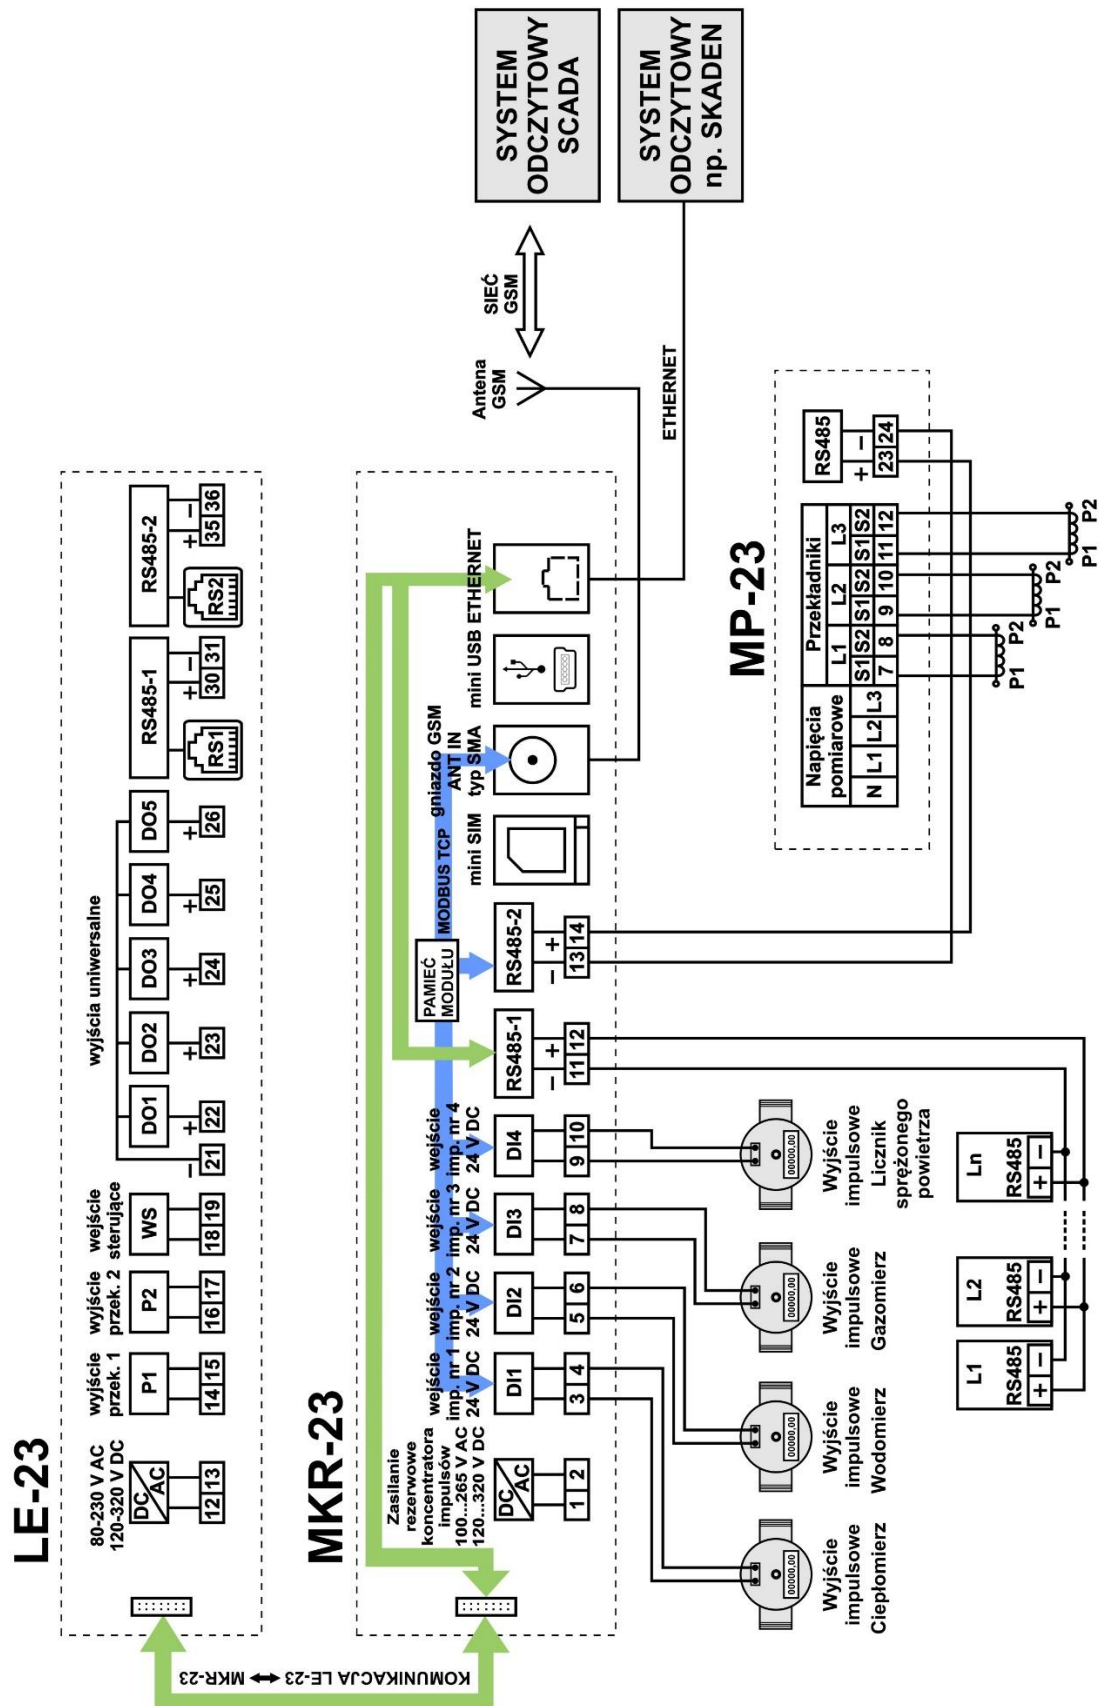 LE-23
80-230 V AC
120-320 V DC
DC
AC
12 13
wyjście
przek. 1
P1
14 15
wyjście
przek. 2
P2
16 17
wejście
sterujące
WS
18 19
wyjścia uniwersalne
DO1
DO2
DO3
DO4
DO5
−
+
+
+
+
+
21 22
23
24
25
26
RS485-1
RS1
+ −
30 31
RS485-2
RS2
+ −
35 36
KOMUNIKACJA LE-23 ⟷ MKR-23
MKR-23
Zasilanie
rezerwowe
koncentratora
impulsów
100...265 V AC
120...320 V DC
DC
AC
1 2
wejście
imp. nr 1
24 V DC
DI1
3 4
wejście
imp. nr 2
24 V DC
DI2
5 6
wejście
imp. nr 3
24 V DC
DI3
7 8
wejście
imp. nr 4
24 V DC
DI4
9 10
RS485-1
− +
11 12
PAMIEĆ
MODUŁU
MODBUS TCP
RS485-2
− +
13 14
mini SIM
gniazdo GSM
ANT IN
typ SMA
mini USB
ETHERNET
Antena
GSM
SIEĆ
GSM
ETHERNET
SYSTEM
ODCZYTOWY
SCADA
SYSTEM
ODCZYTOWY
np. SKADEN
MP-23
Napięcia
pomiarowe
N L1 L2 L3
Przekładniki
L1 L2 L3
S1 S2 S1 S2 S1 S2
7 8 9 10 11 12
RS485
+ −
23 24
P1 P2
P1 P2
P1 P2
00000,00
Wyjście
impulsowe
Ciepłomierz
00000,00
Wyjście
impulsowe
Wodomierz
00000,00
Wyjście
impulsowe
Gazomierz
00000,00
Wyjście
impulsowe
Licznik
sprężonego
powietrza
L1
RS485
+ −
L2
RS485
+ −
Ln
RS485
+ −